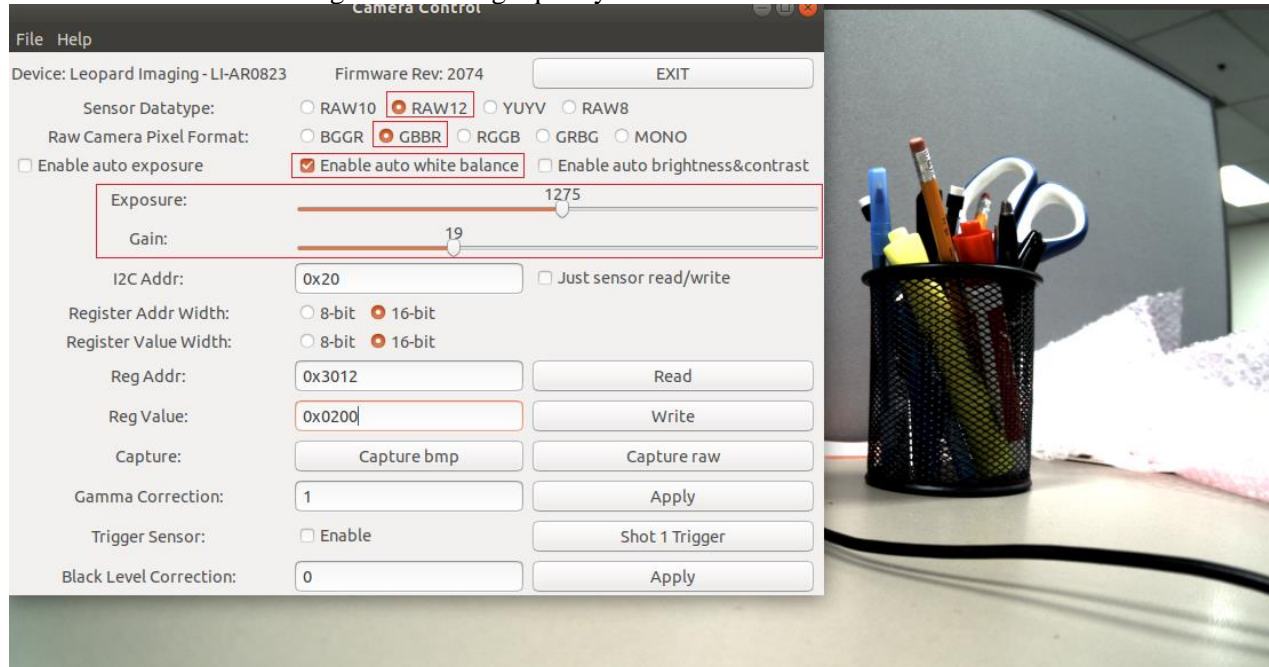 Camera Control
File Help
Device: Leopard Imaging - LI-AR0823 Firmware Rev: 2074 EXIT
Sensor Datatype: RAW10 RAW12 YUYV RAW8
Raw Camera Pixel Format: BGGR GBBR RGGB GRBG MONO
Enable auto exposure Enable auto white balance Enable auto brightness&contrast
Exposure: 1275
Gain: 19
I2C Addr: 0x20 Just sensor read/write
Register Addr Width: 8-bit 16-bit
Register Value Width: 8-bit 16-bit
Reg Addr: 0x3012 Read
Reg Value: 0x0200 Write
Capture: Capture bmp Capture raw
Gamma Correction: 1 Apply
Trigger Sensor: Enable Shot 1 Trigger
Black Level Correction: 0 Apply